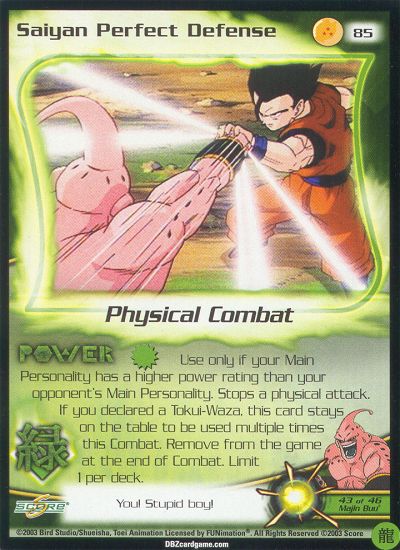 Saiyan Perfect Defense 85
Physical Combat
POWER Use only if your Main
Personality has a higher power rating than your
opponent's Main Personality. Stops a physical attack.
If you declared a Tokui-Waza, this card stays
on the table to be used multiple times
this Combat. Remove from the game
at the end of Combat. Limit
1 per deck.
緑
SCORE
You! Stupid boy!
43 of 46
Majin Buu
龍
©2003 Bird Studio/Shueisha, Toei Animation Licensed by FUNimation®. All Rights Reserved ©2003 Score
DBZcardgame.com